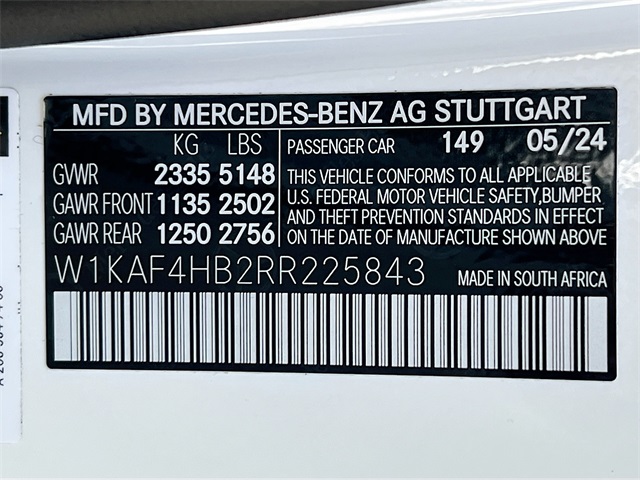 MFD BY MERCEDES-BENZ AG STUTTGART
KG LBS
GVWR 2335 5148
GAWR FRONT 1135 2502
GAWR REAR 1250 2756
PASSENGER CAR 149 05/24
THIS VEHICLE CONFORMS TO ALL APPLICABLE
U.S. FEDERAL MOTOR VEHICLE SAFETY,BUMPER
AND THEFT PREVENTION STANDARDS IN EFFECT
ON THE DATE OF MANUFACTURE SHOWN ABOVE
W1KAF4HB2RR225843 MADE IN SOUTH AFRICA